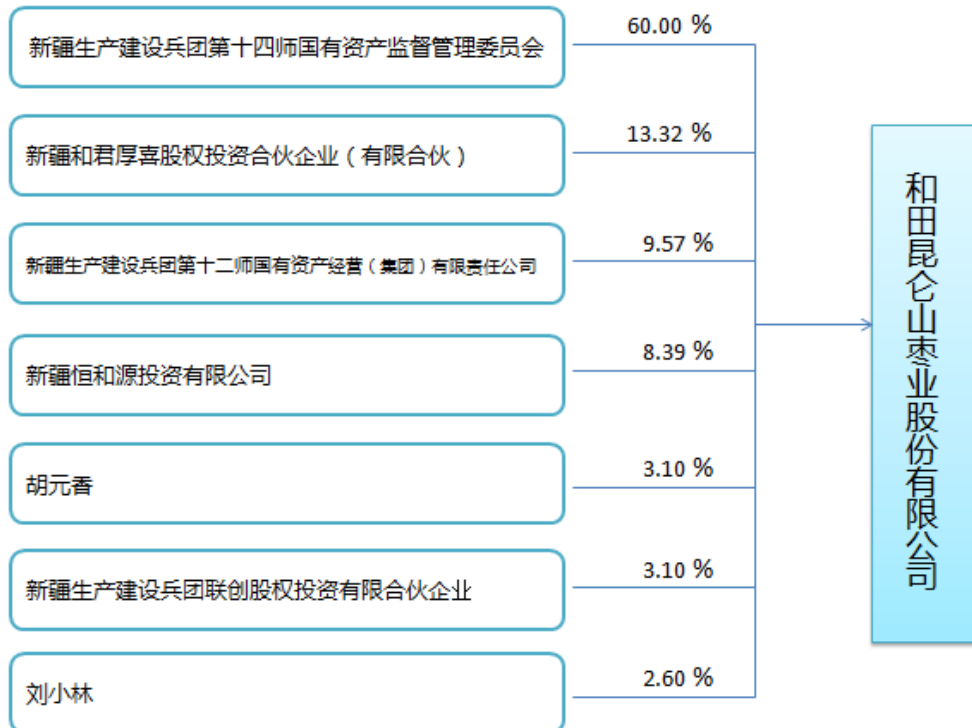 新疆生产建设兵团第十四师国有资产监督管理委员会
60.00 %
新疆和君厚喜股权投资合伙企业（有限合伙）
13.32 %
新疆生产建设兵团第十二师国有资产经营（集团）有限责任公司
9.57 %
新疆恒和源投资有限公司
8.39 %
胡元香
3.10 %
新疆生产建设兵团联创股权投资有限合伙企业
3.10 %
刘小林
2.60 %
和田昆仑山枣业股份有限公司